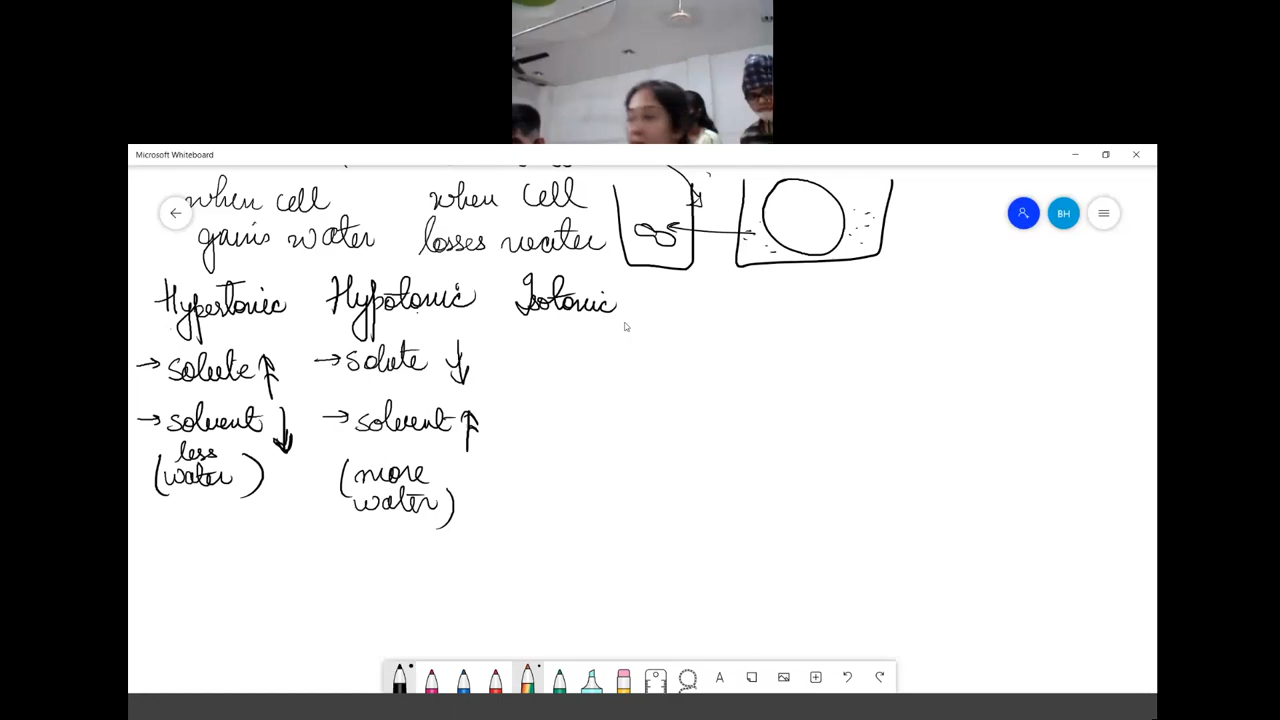 Microsoft Whiteboard
when cell
gains water
when cell
losses water
BH
Hypertonic
Hypotonic
Isotonic
→ solute ↑
→ solvent ↓
(less
water)
→ solute ↓
→ solvent ↑
(more
water)
A